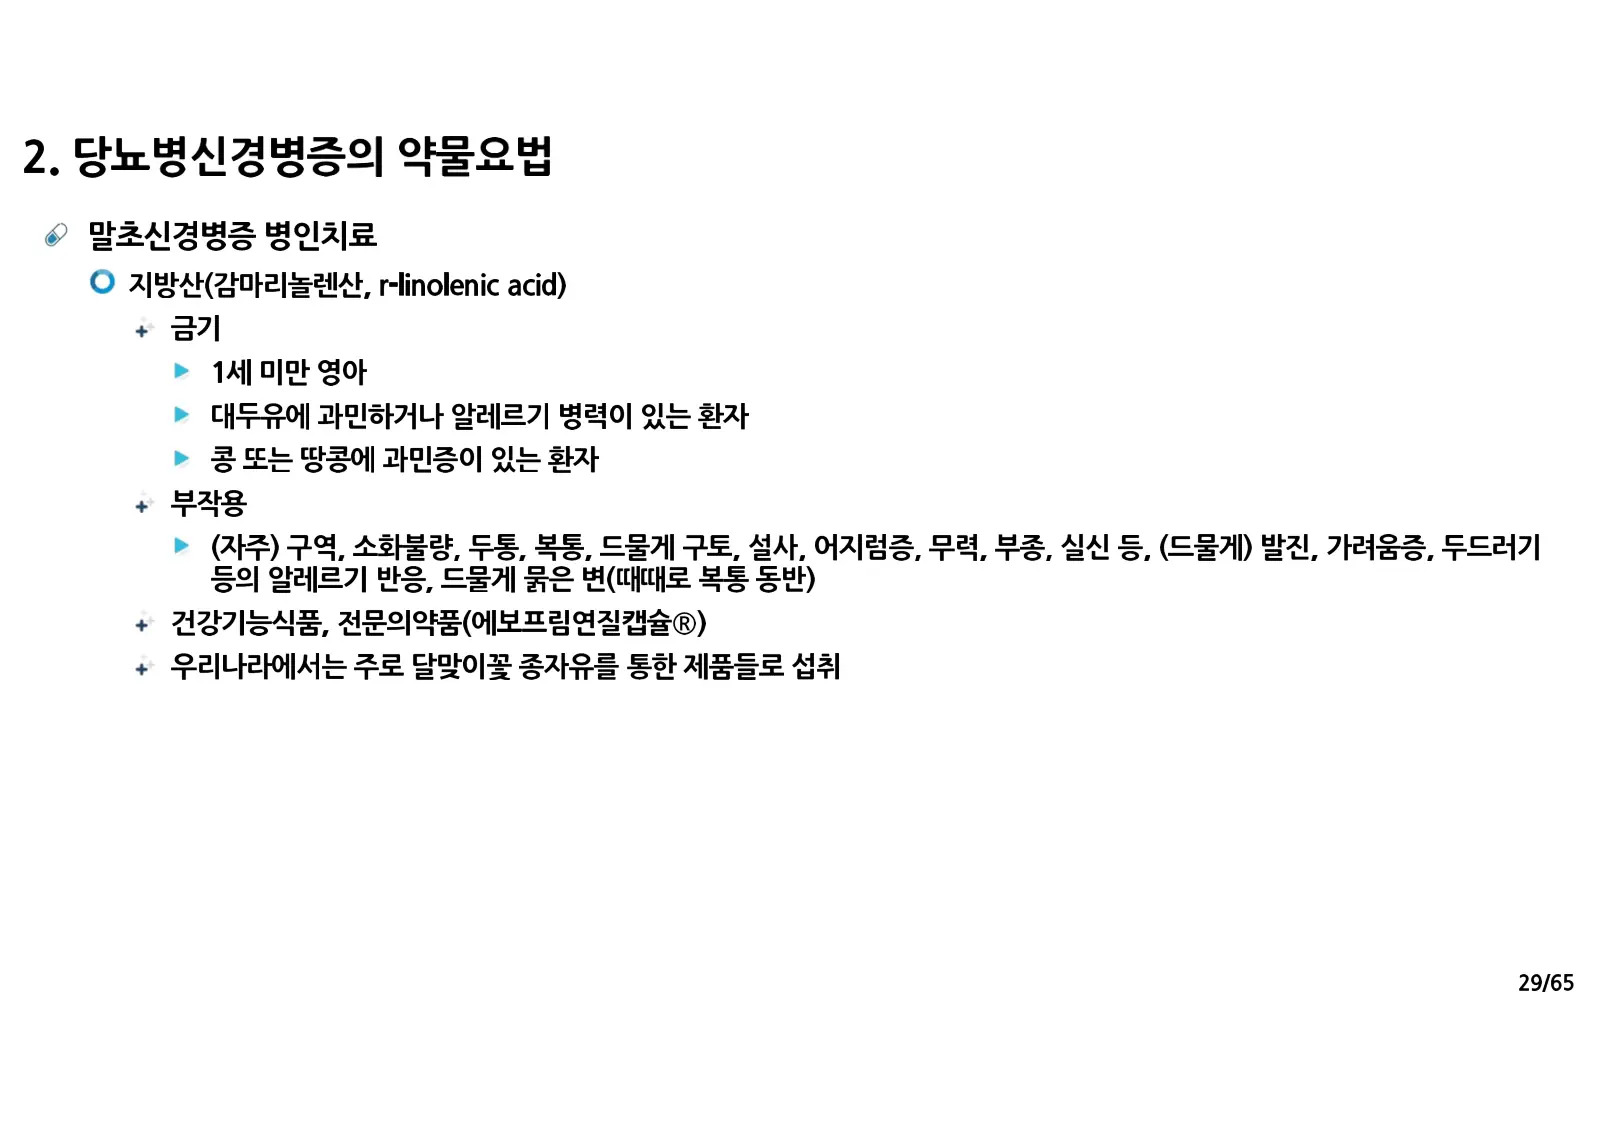 2. 당뇨병신경병증의 약물요법
말초신경병증 병인치료
지방산(감마리놀렌산, r-linolenic acid)
금기
1세 미만 영아
대두유에 과민하거나 알레르기 병력이 있는 환자
콩 또는 땅콩에 과민증이 있는 환자
부작용
(자주) 구역, 소화불량, 두통, 복통, 드물게 구토, 설사, 어지럼증, 무력, 부종, 실신 등, (드물게) 발진, 가려움증, 두드러기
등의 알레르기 반응, 드물게 묽은 변(때때로 복통 동반)
건강기능식품, 전문의약품(에보프림연질캡슐®)
우리나라에서는 주로 달맞이꽃 종자유를 통한 제품들로 섭취
29/65